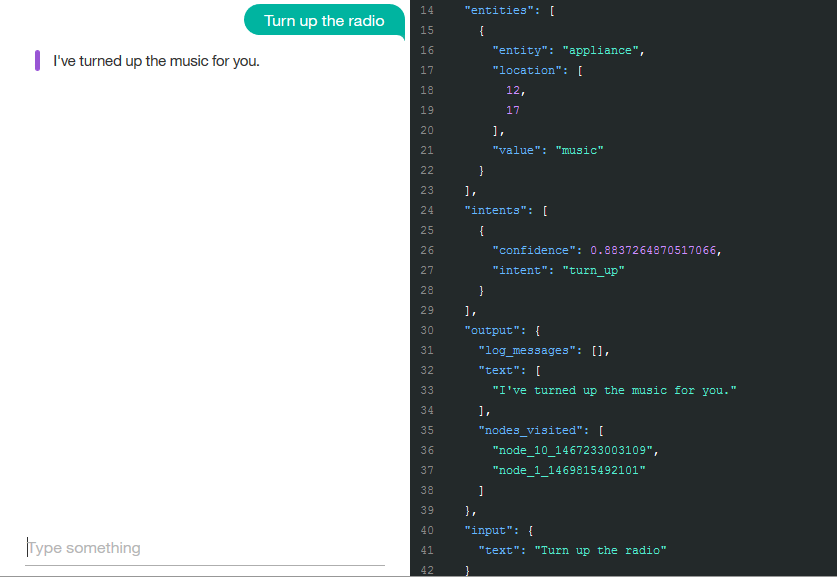 Turn up the radio
I've turned up the music for you.
Type something
14 "entities": [
15 {
16 "entity": "appliance",
17 "location": [
18 12,
19 17
20 ],
21 "value": "music"
22 }
23 ],
24 "intents": [
25 {
26 "confidence": 0.8837264870517066,
27 "intent": "turn_up"
28 }
29 ],
30 "output": {
31 "log_messages": [],
32 "text": [
33 "I've turned up the music for you."
34 ],
35 "nodes_visited": [
36 "node_10_1467233003109",
37 "node_1_1469815492101"
38 ]
39 },
40 "input": {
41 "text": "Turn up the radio"
42 }